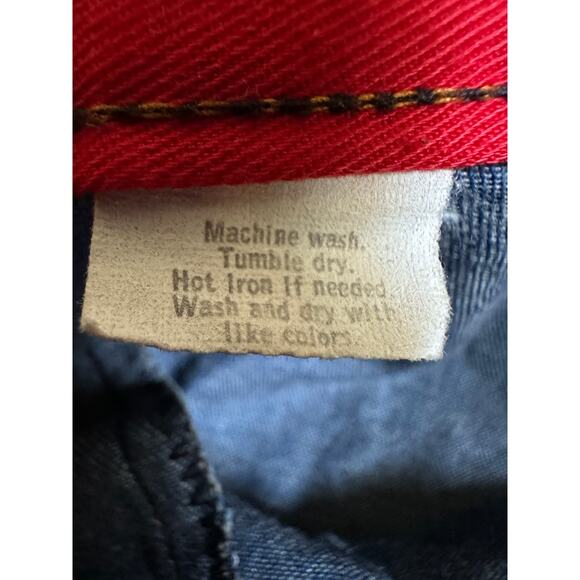 Machine wash.
Tumble dry.
Hot iron if needed.
Wash and dry with
like colors.